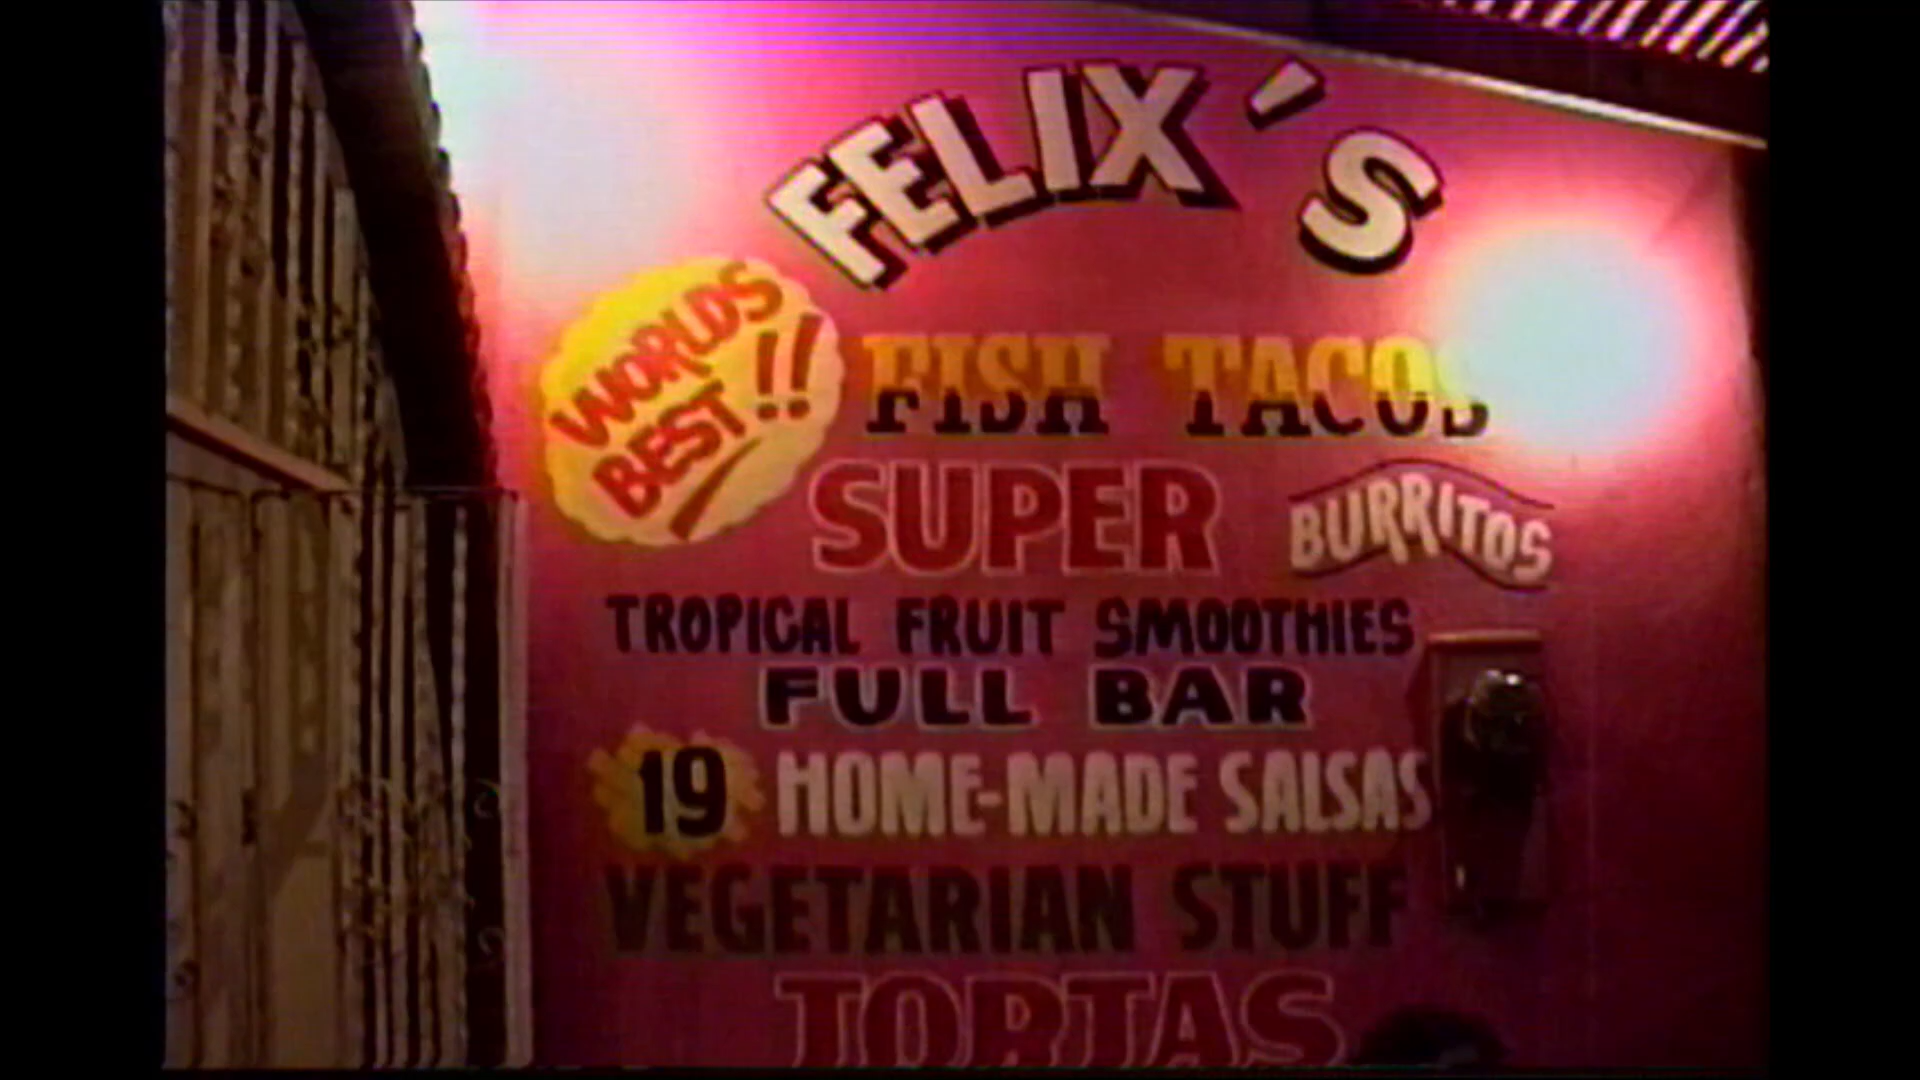 FELIX'S
WORLDS
BEST!!
FISH TACOS
SUPER BURRITOS
TROPICAL FRUIT SMOOTHIES
FULL BAR
19 HOME-MADE SALSAS
VEGETARIAN STUFF
TORTAS